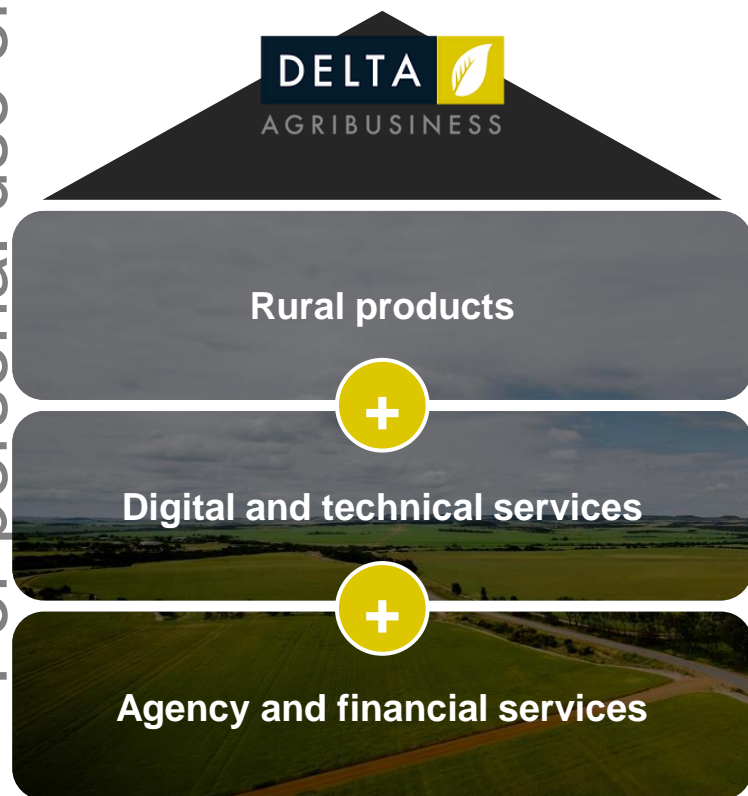 DELTA
AGRIBUSINESS
Rural products
+
Digital and technical services
+
Agency and financial services